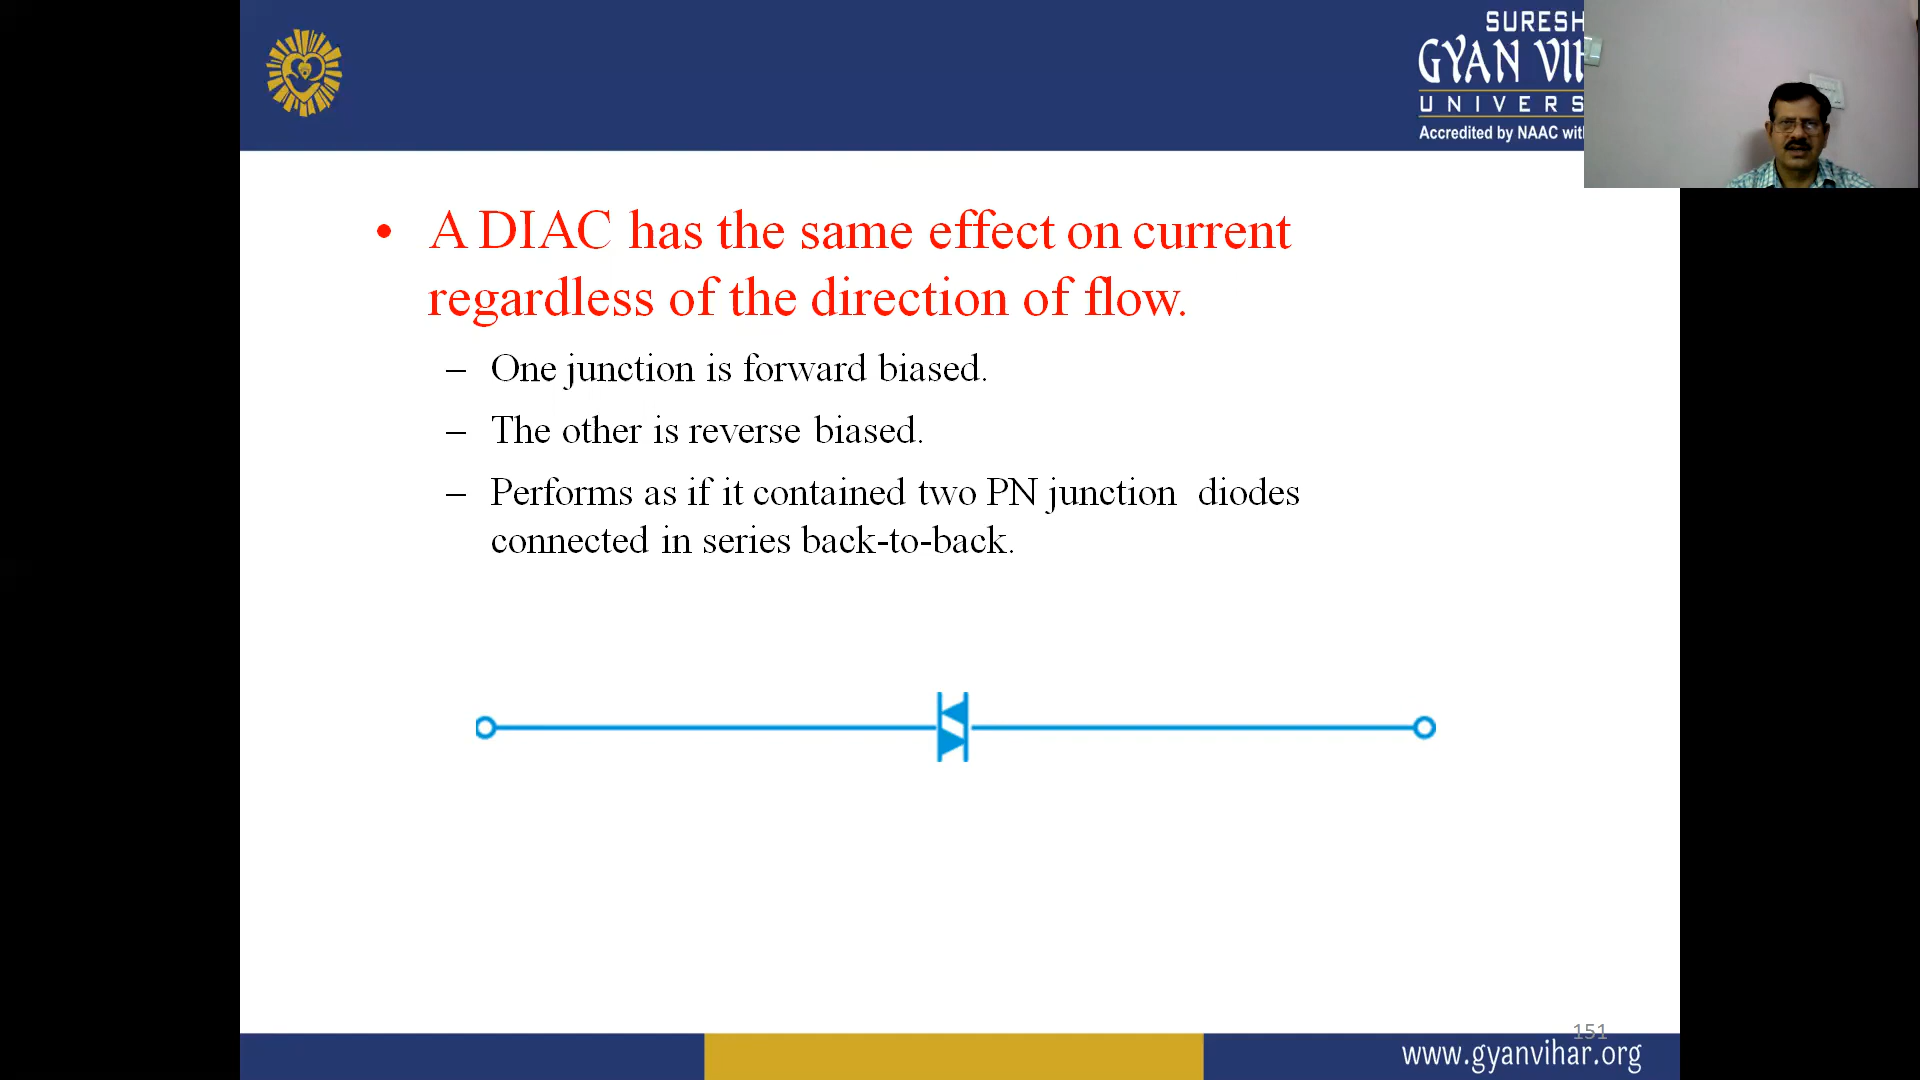 SURESH
GYAN VI
UNIVERS
Accredited by NAAC wit
• A DIAC has the same effect on current
regardless of the direction of flow.
– One junction is forward biased.
– The other is reverse biased.
– Performs as if it contained two PN junction diodes
connected in series back-to-back.
151
www.gyanvihar.org